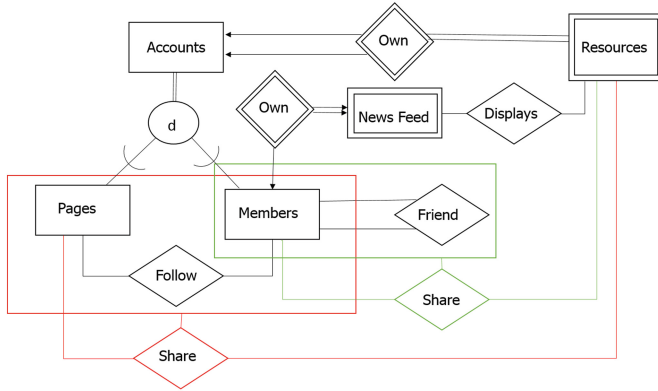 Accounts
Own
Resources
Own
News Feed
Displays
d
Pages
Members
Friend
Follow
Share
Share